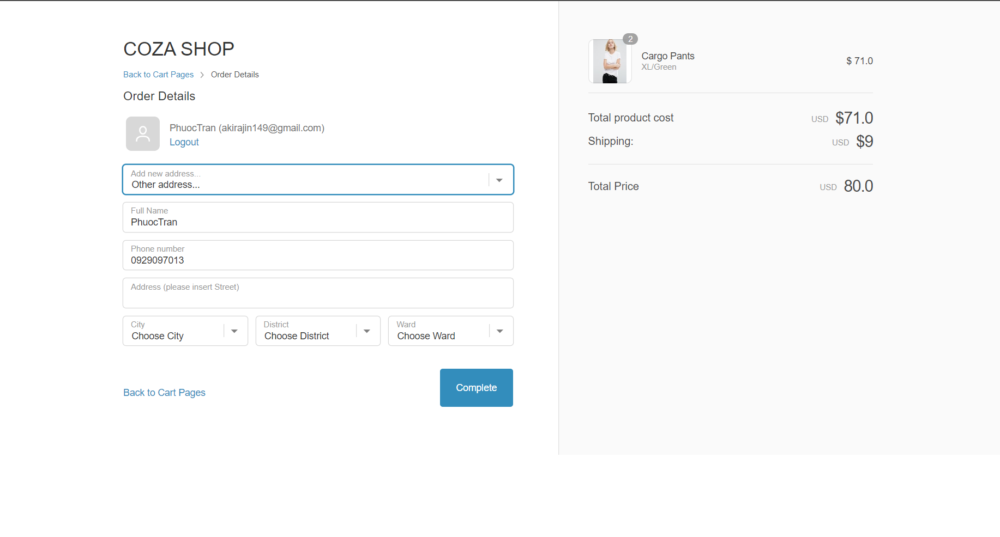 COZA SHOP
Back to Cart Pages > Order Details
Order Details
PhuocTran (akirajin149@gmail.com)
Logout
Add new address...
Other address...
Full Name
PhuocTran
Phone number
0929097013
Address (please insert Street)
City
Choose City
District
Choose District
Ward
Choose Ward
Back to Cart Pages
Complete
2
Cargo Pants
XL/Green
$ 71.0
Total product cost USD $71.0
Shipping: USD $9
Total Price USD 80.0